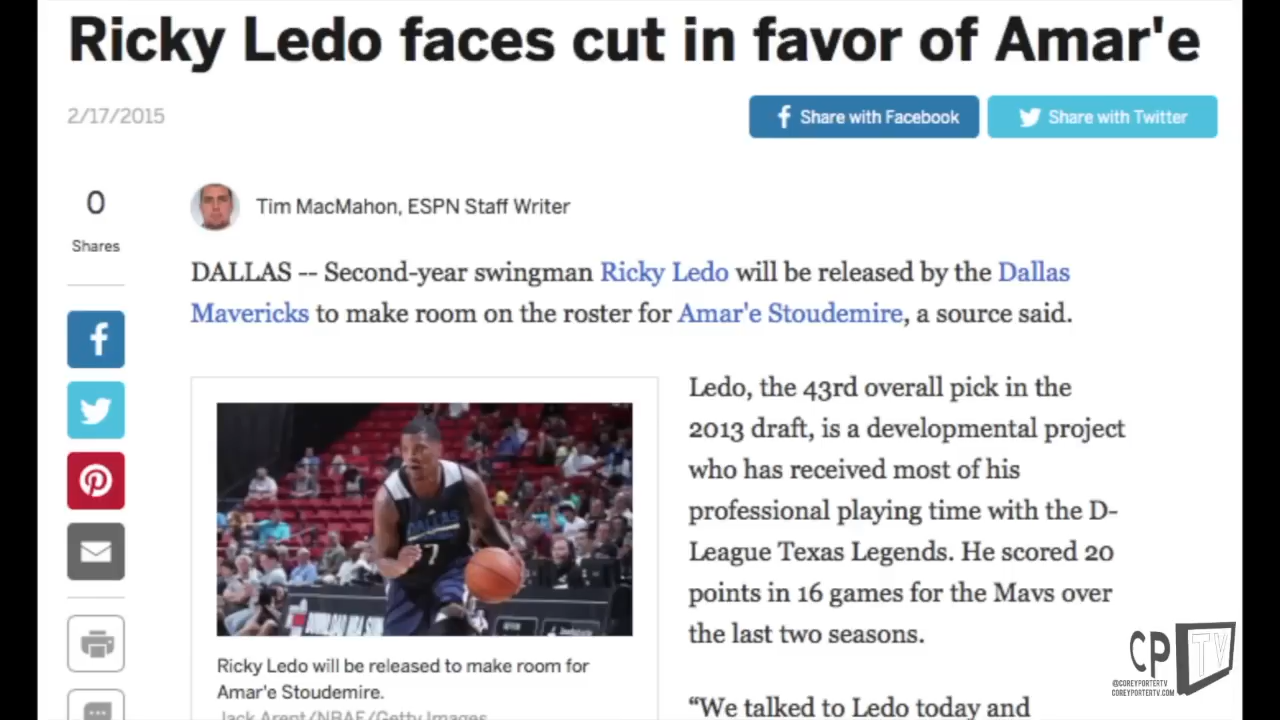 Ricky Ledo faces cut in favor of Amar'e
2/17/2015
Share with Facebook
Share with Twitter
0
Shares
Tim MacMahon, ESPN Staff Writer
DALLAS -- Second-year swingman Ricky Ledo will be released by the Dallas
Mavericks to make room on the roster for Amar'e Stoudemire, a source said.
DALLAS
7
Ricky Ledo will be released to make room for
Amar'e Stoudemire.
Jack Arent/NBAE/Getty Images
Ledo, the 43rd overall pick in the
2013 draft, is a developmental project
who has received most of his
professional playing time with the D-
League Texas Legends. He scored 20
points in 16 games for the Mavs over
the last two seasons.
“We talked to Ledo today and
CP TV
@COREYPORTERTV
COREYPORTERTV.COM